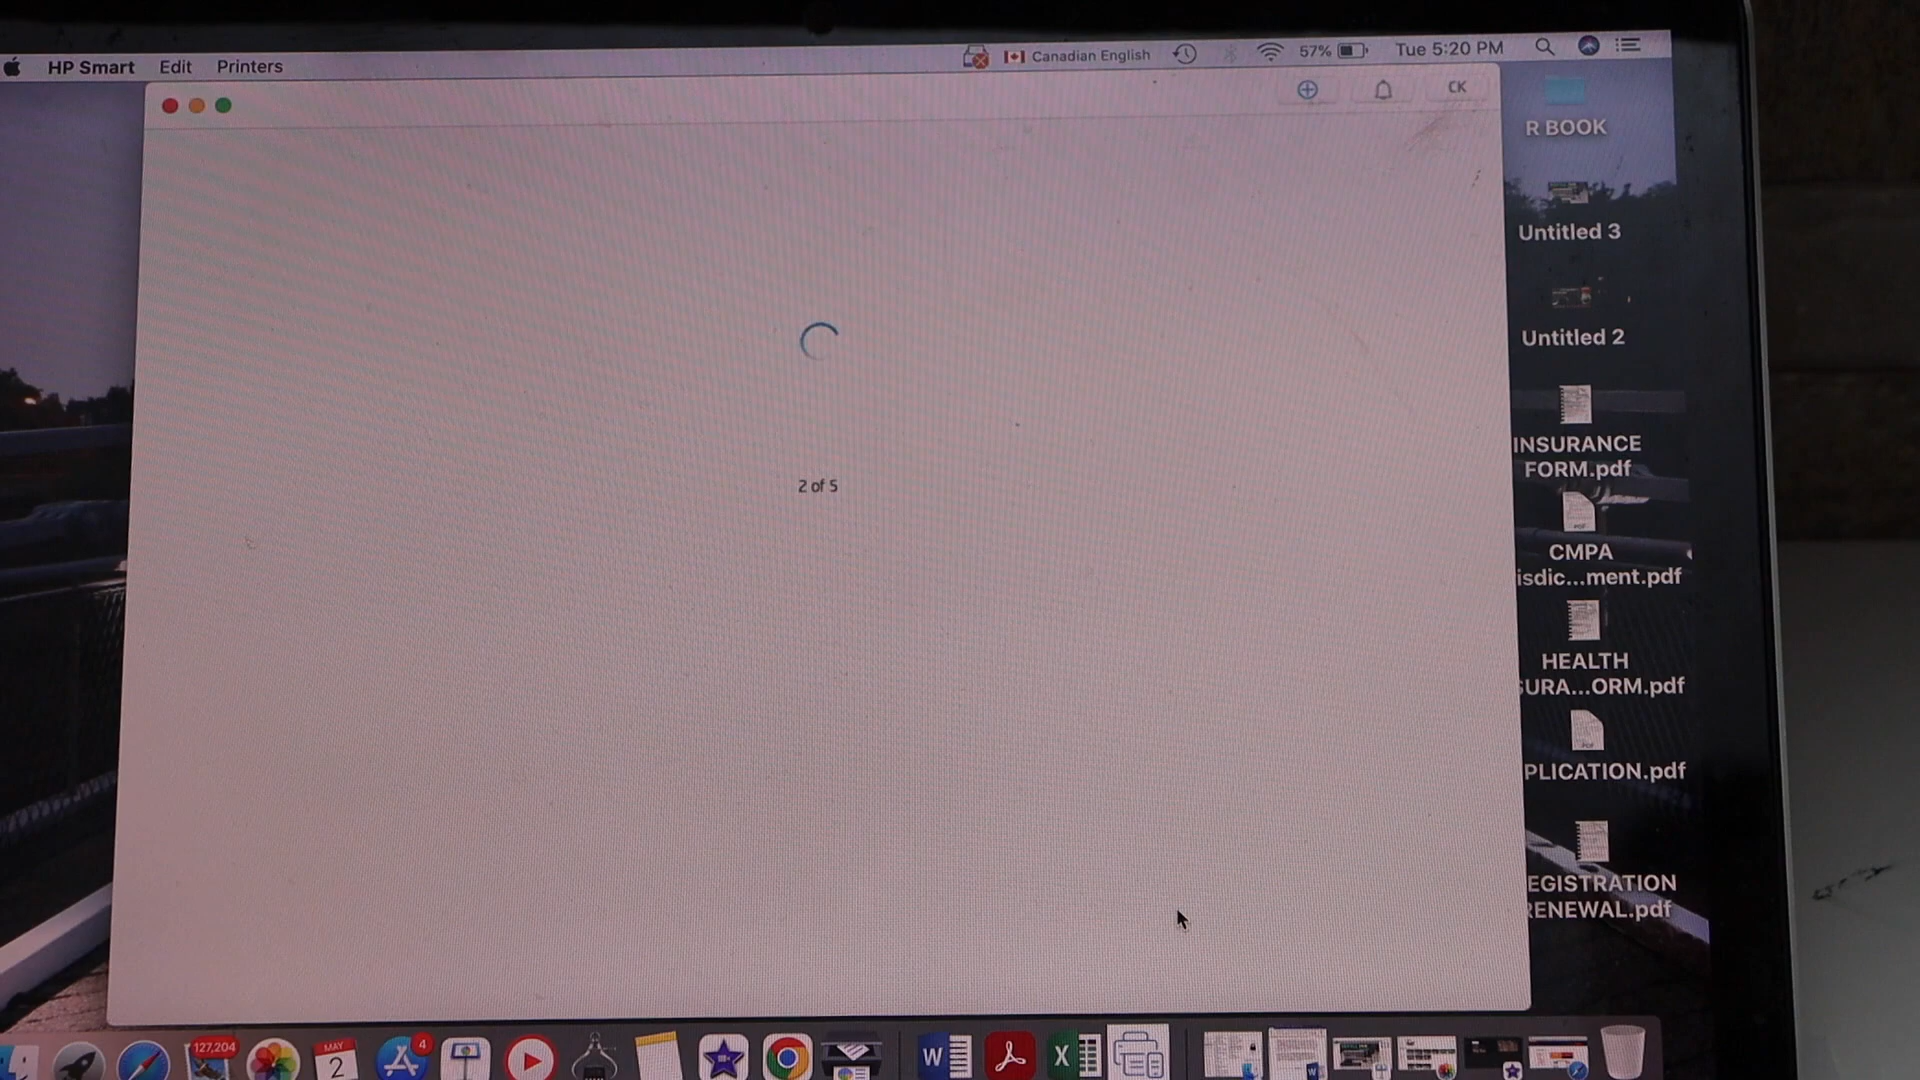 HP Smart Edit Printers Canadian English 57% Tue 5:20 PM
CK
R BOOK
Untitled 3
Untitled 2
2 of 5
INSURANCE
FORM.pdf
CMPA
isdic...ment.pdf
HEALTH
SURA...ORM.pdf
PLICATION.pdf
EGISTRATION
RENEWAL.pdf
127,204
MAY
2
4
W
X